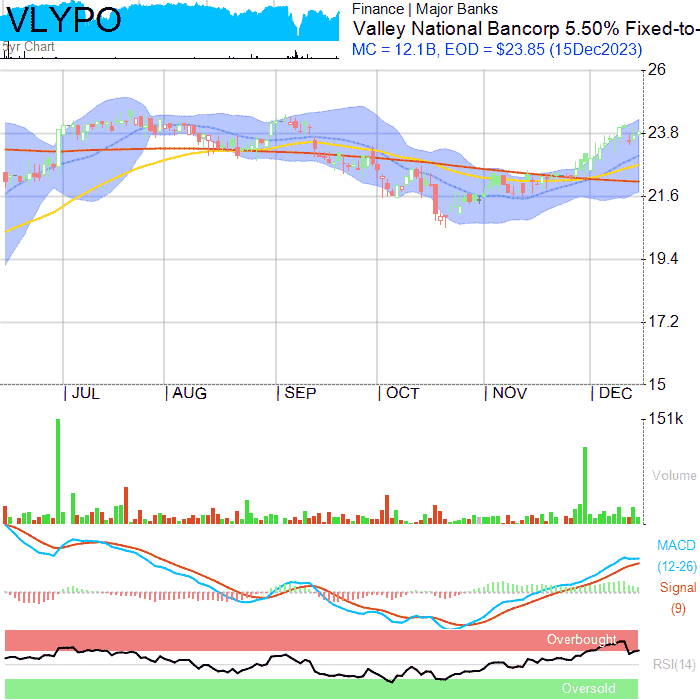 VLYPO
5yr Chart
Finance | Major Banks
Valley National Bancorp 5.50% Fixed-to-
MC = 12.1B, EOD = $23.85 (15Dec2023)
26
23.8
21.6
19.4
17.2
15
JUL AUG SEP OCT NOV DEC
151k
Volume
MACD
(12-26)
Signal
(9)
Overbought
RSI(14)
Oversold